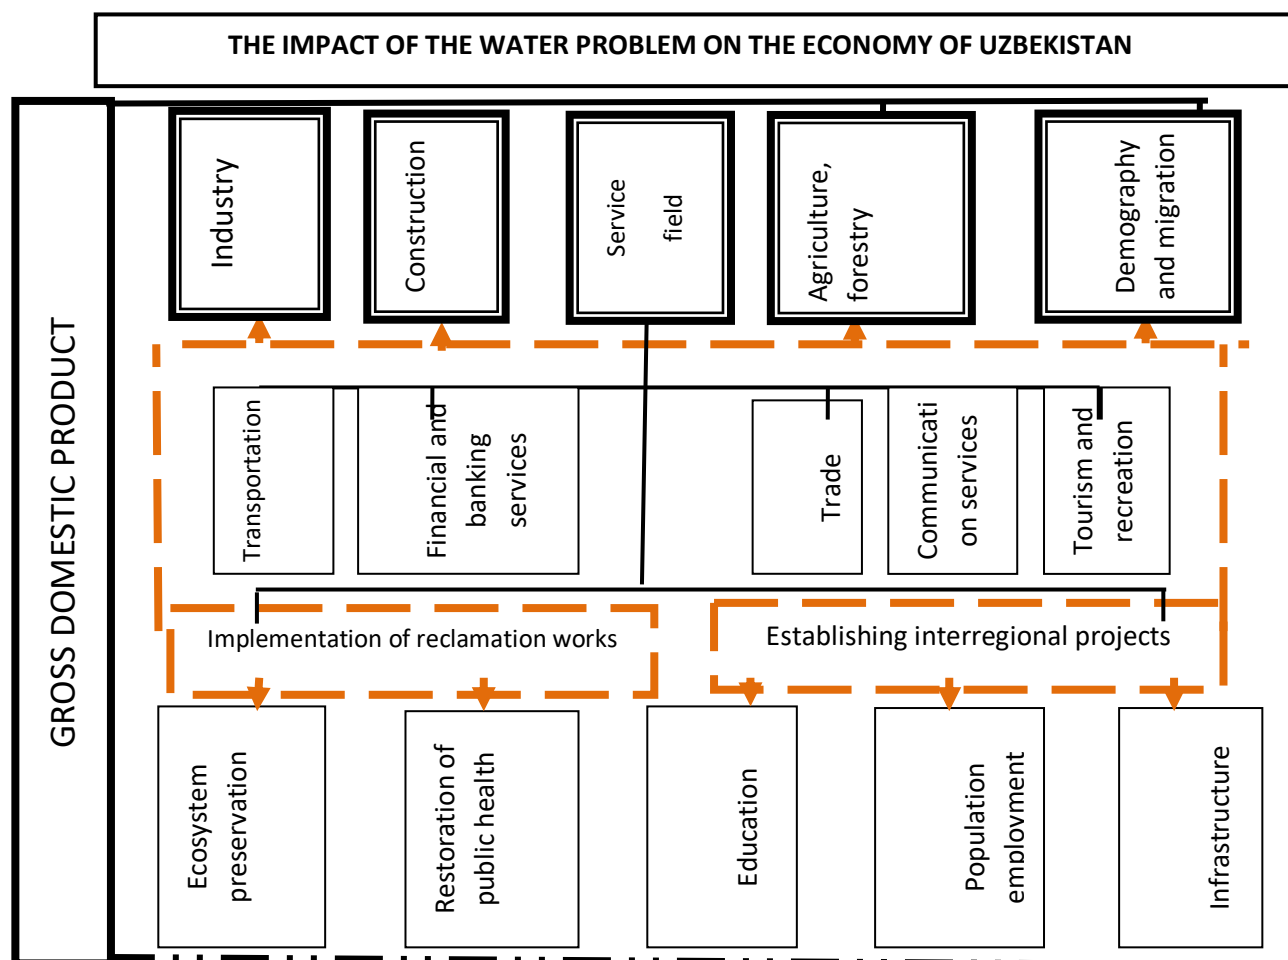 THE IMPACT OF THE WATER PROBLEM ON THE ECONOMY OF UZBEKISTAN
GROSS DOMESTIC PRODUCT
Industry
Construction
Service
field
Agriculture,
forestry
Demography
and migration
Transportation
Financial and
banking
services
Trade
Communicati
on services
Tourism and
recreation
Implementation of reclamation works
Establishing interregional projects
Ecosystem
preservation
Restoration of
public health
Education
Population
employment
Infrastructure